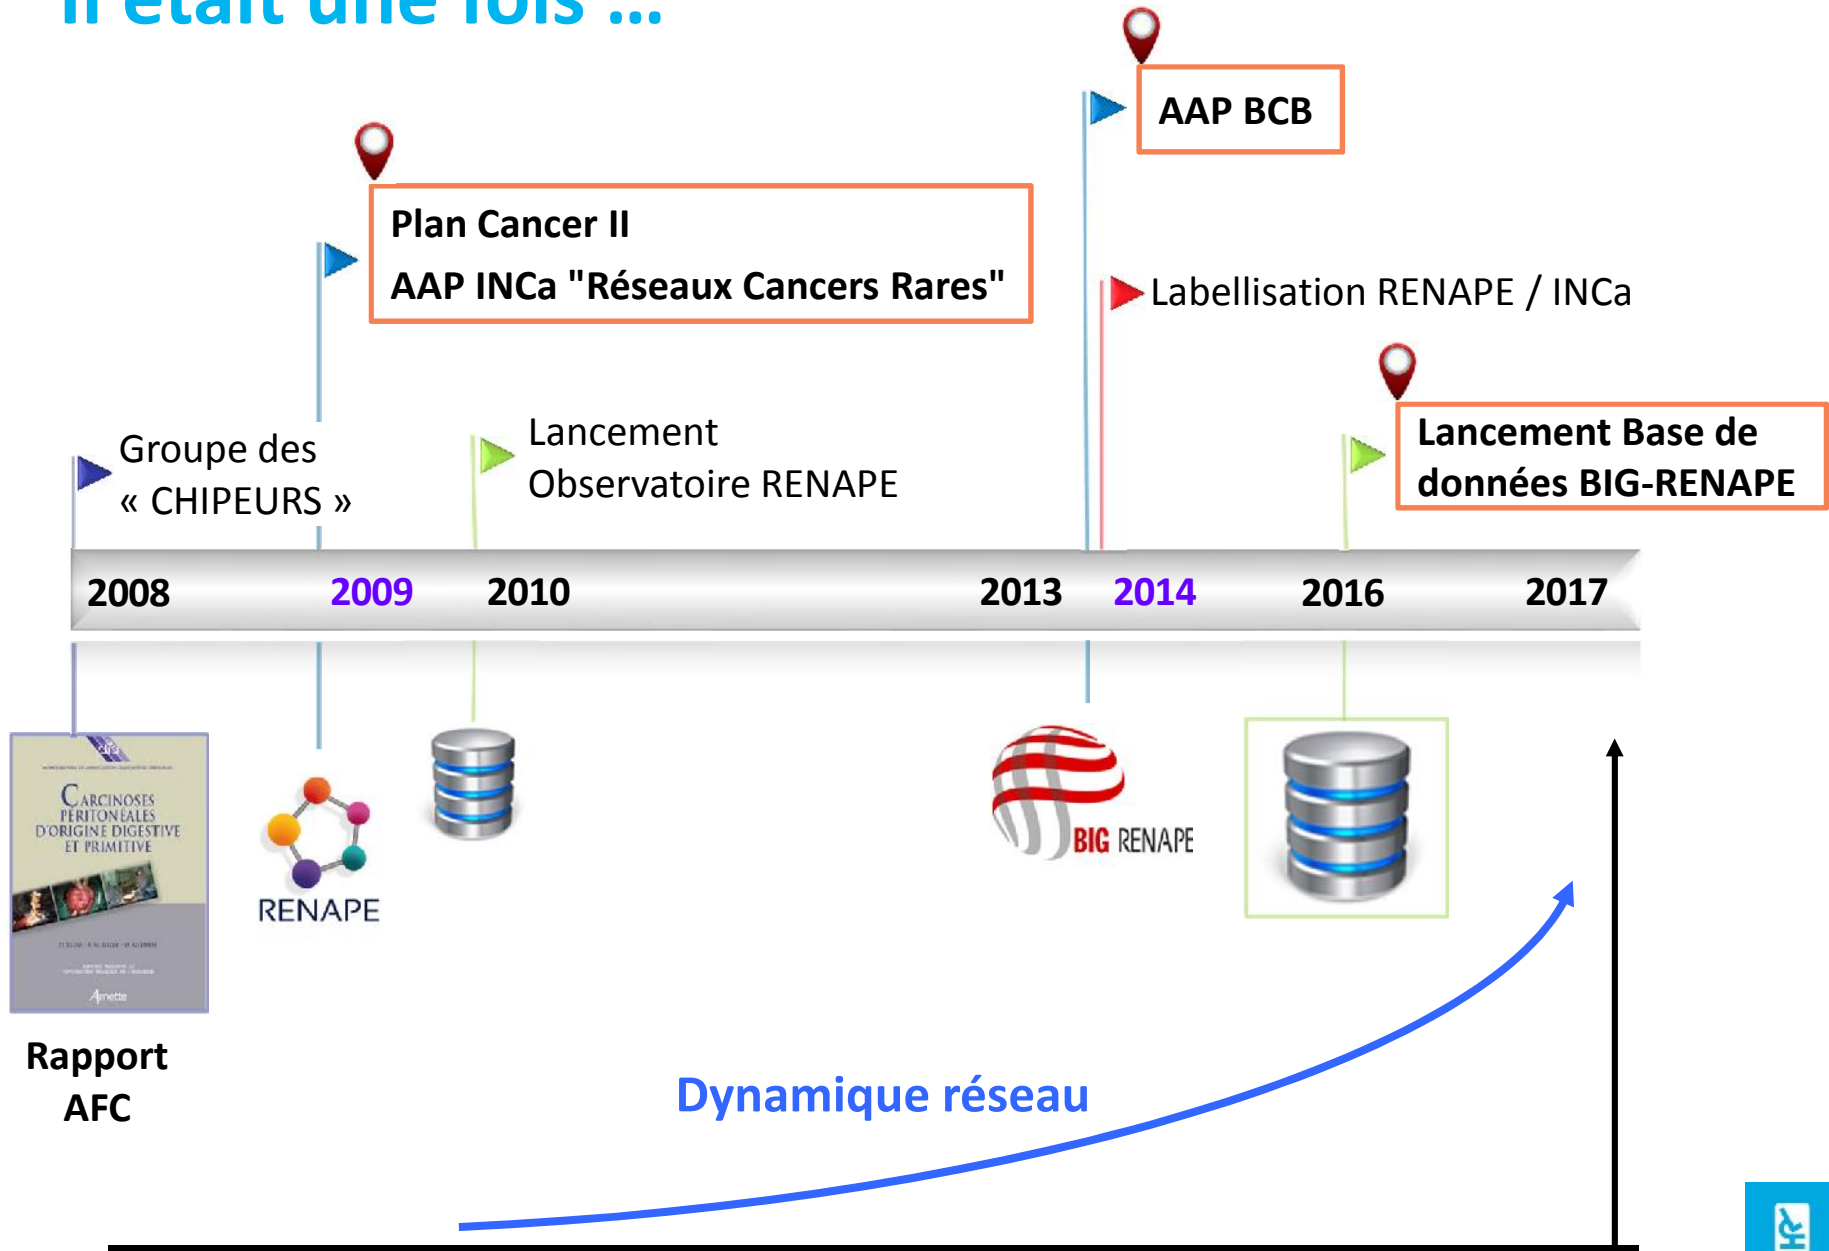 Il était une fois ...
AAP BCB
Plan Cancer II
AAP INCa "Réseaux Cancers Rares"
Labellisation RENAPE / INCa
Groupe des
« CHIPEURS »
Lancement
Observatoire RENAPE
Lancement Base de
données BIG-RENAPE
2008
2009
2010
2013
2014
2016
2017
CARCINOSES
PÉRITONÉALES
D'ORIGINE DIGESTIVE
ET PRIMITIVE
Arnette
RENAPE
BIG RENAPE
Rapport
AFC
Dynamique réseau